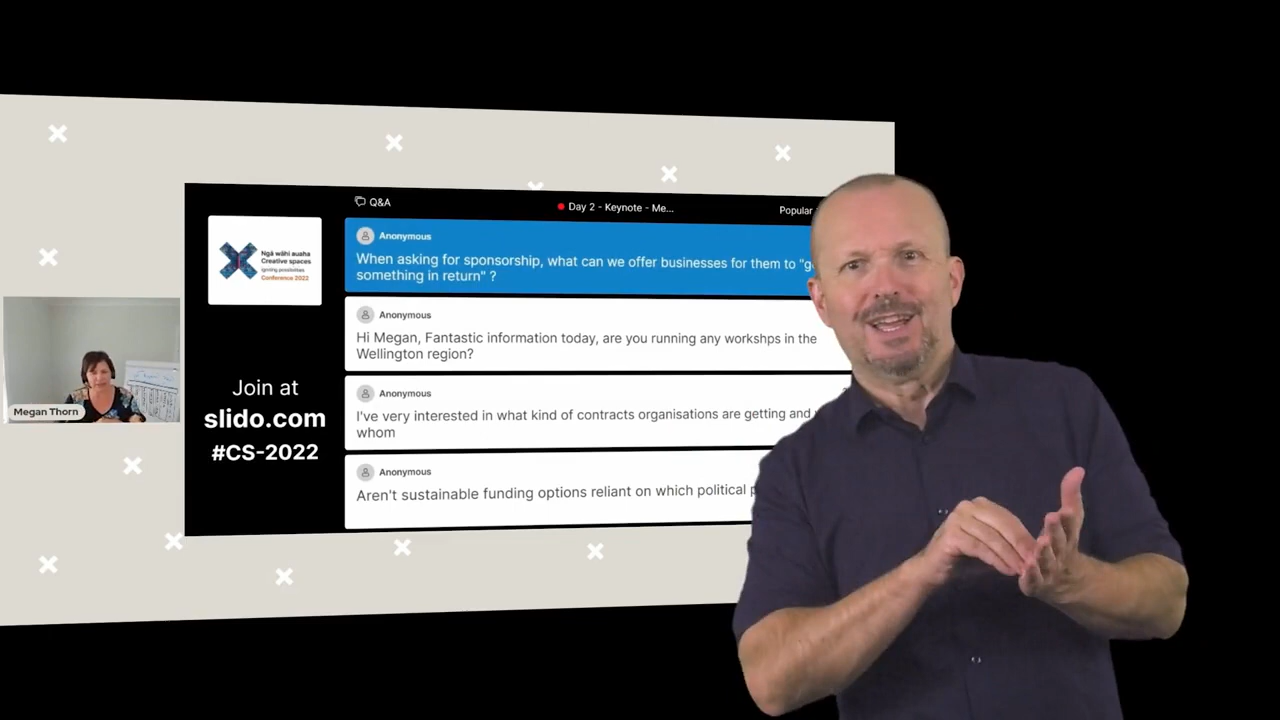 Q&A
Day 2 - Keynote - Me...
Popular
Ngā wāhi auaha
Creative spaces
igniting possibilities
Conference 2022
Join at
slido.com
#CS-2022
Anonymous
When asking for sponsorship, what can we offer businesses for them to "g
something in return" ?
Anonymous
Hi Megan, Fantastic information today, are you running any workshps in the
Wellington region?
Anonymous
I've very interested in what kind of contracts organisations are getting and
whom
Anonymous
Aren't sustainable funding options reliant on which political p
Megan Thorn